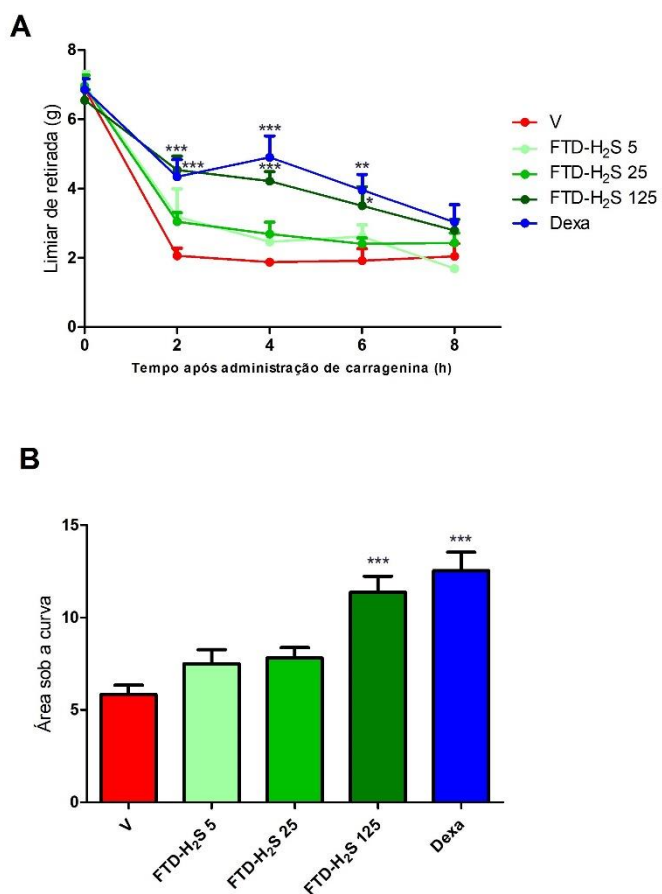 A
8
6
4
2
0
Limiar de retirada (g)
***
***
***
***
**
*
0 2 4 6 8
Tempo após administração de carragenina (h)
V
FTD-H₂S 5
FTD-H₂S 25
FTD-H₂S 125
Dexa
B
15
10
5
0
Área sob a curva
***
***
V
FTD-H₂S 5
FTD-H₂S 25
FTD-H₂S 125
Dexa